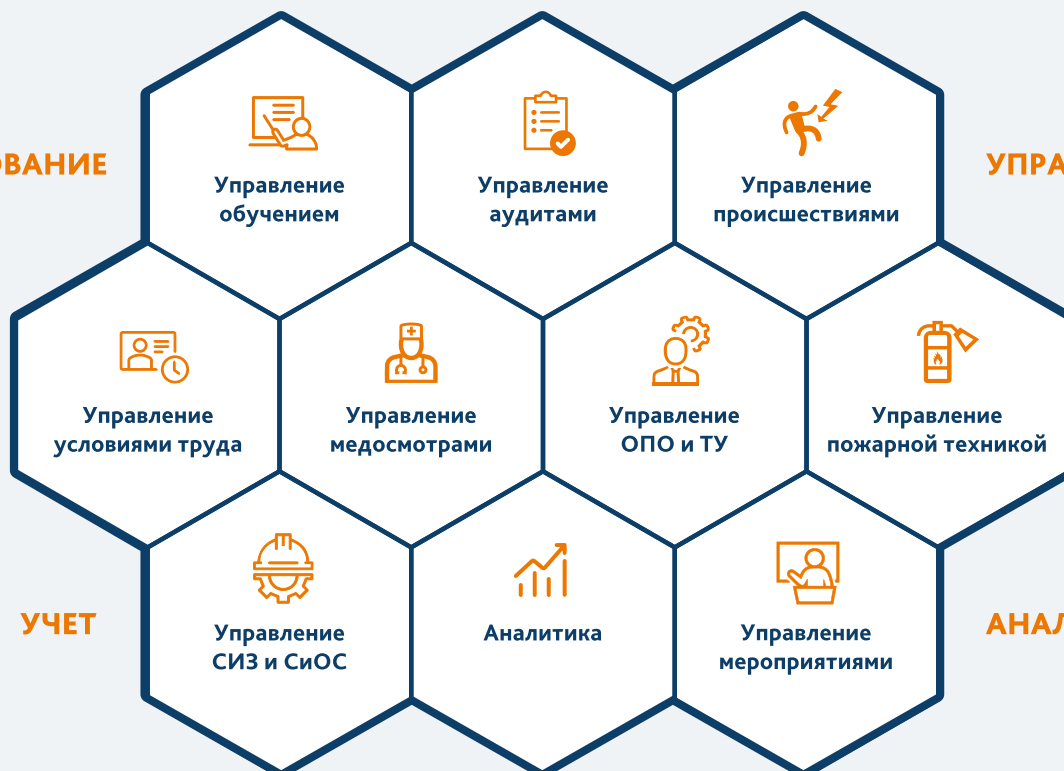 ОВАНИЕ
УПРА
Управление
обучением
Управление
аудитами
Управление
происшествиями
Управление
условиями труда
Управление
медосмотрами
Управление
ОПО и ТУ
Управление
пожарной техникой
УЧЕТ
АНАЛ
Управление
СИЗ и СиОС
Аналитика
Управление
мероприятиями